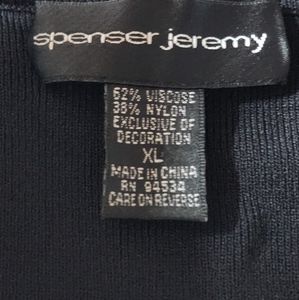 spenser jeremy
62% VISCOSE
38% NYLON
EXCLUSIVE OF
DECORATION
XL
MADE IN CHINA
RN 94534
CARE ON REVERSE